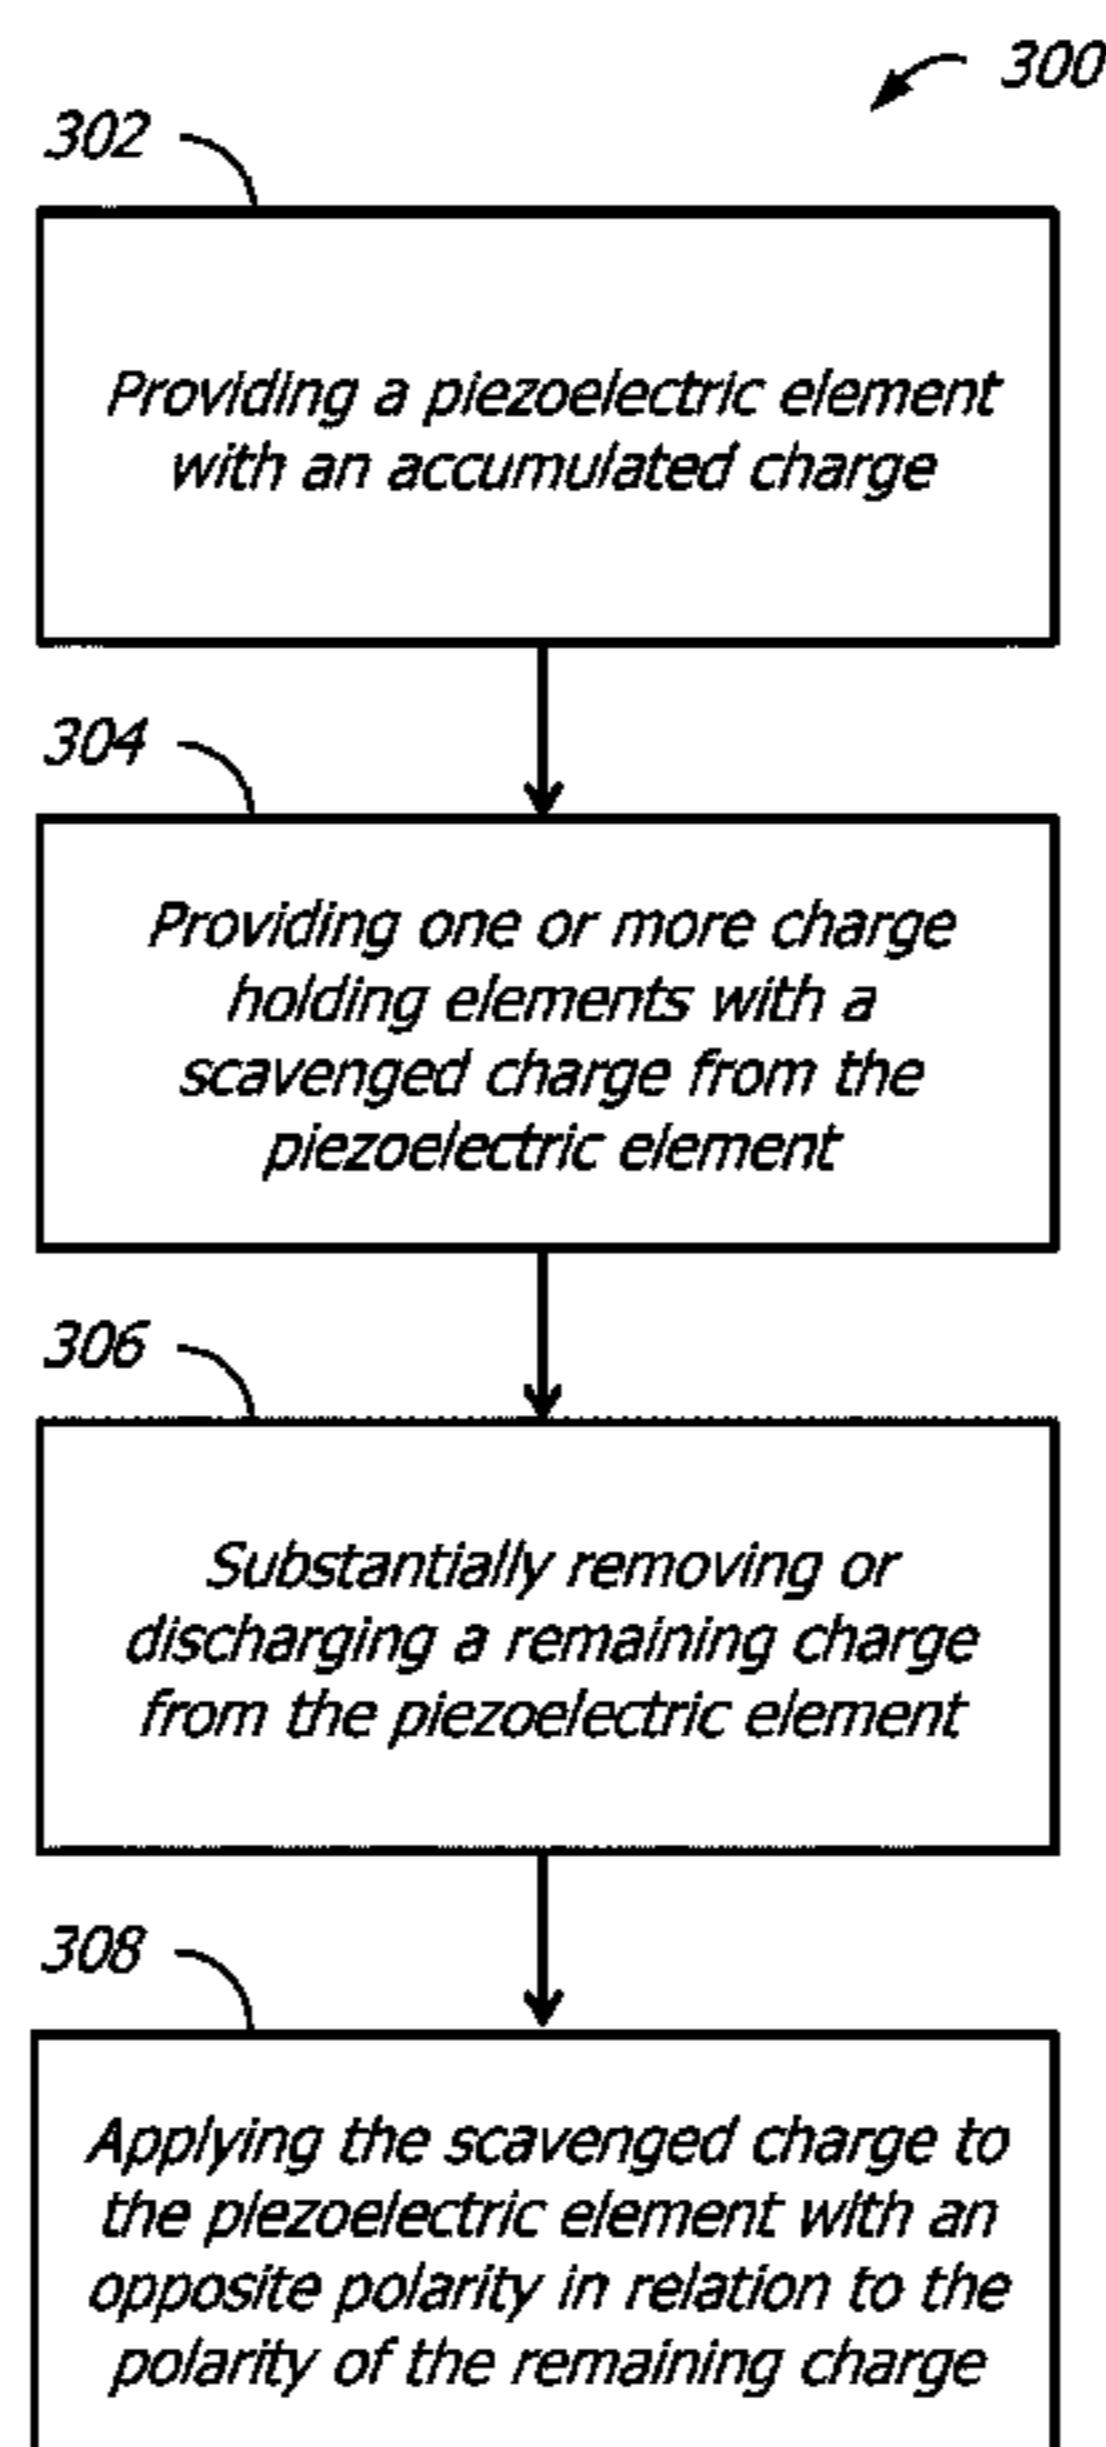 300
302
Providing a piezoelectric element
with an accumulated charge
304
Providing one or more charge
holding elements with a
scavenged charge from the
piezoelectric element
306
Substantially removing or
discharging a remaining charge
from the piezoelectric element
308
Applying the scavenged charge to
the piezoelectric element with an
opposite polarity in relation to the
polarity of the remaining charge